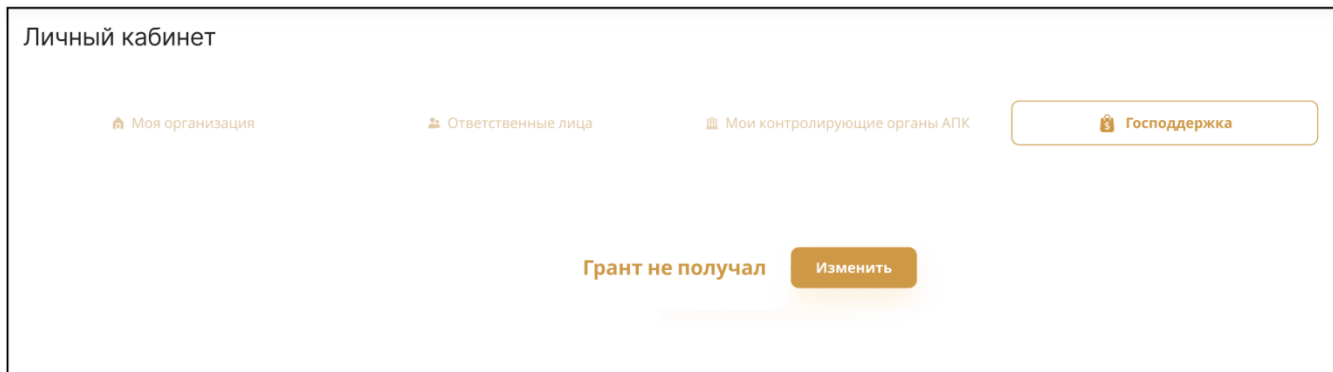 Личный кабинет
Моя организация
Ответственные лица
Мои контролирующие органы АПК
Господдержка
Грант не получал
Изменить